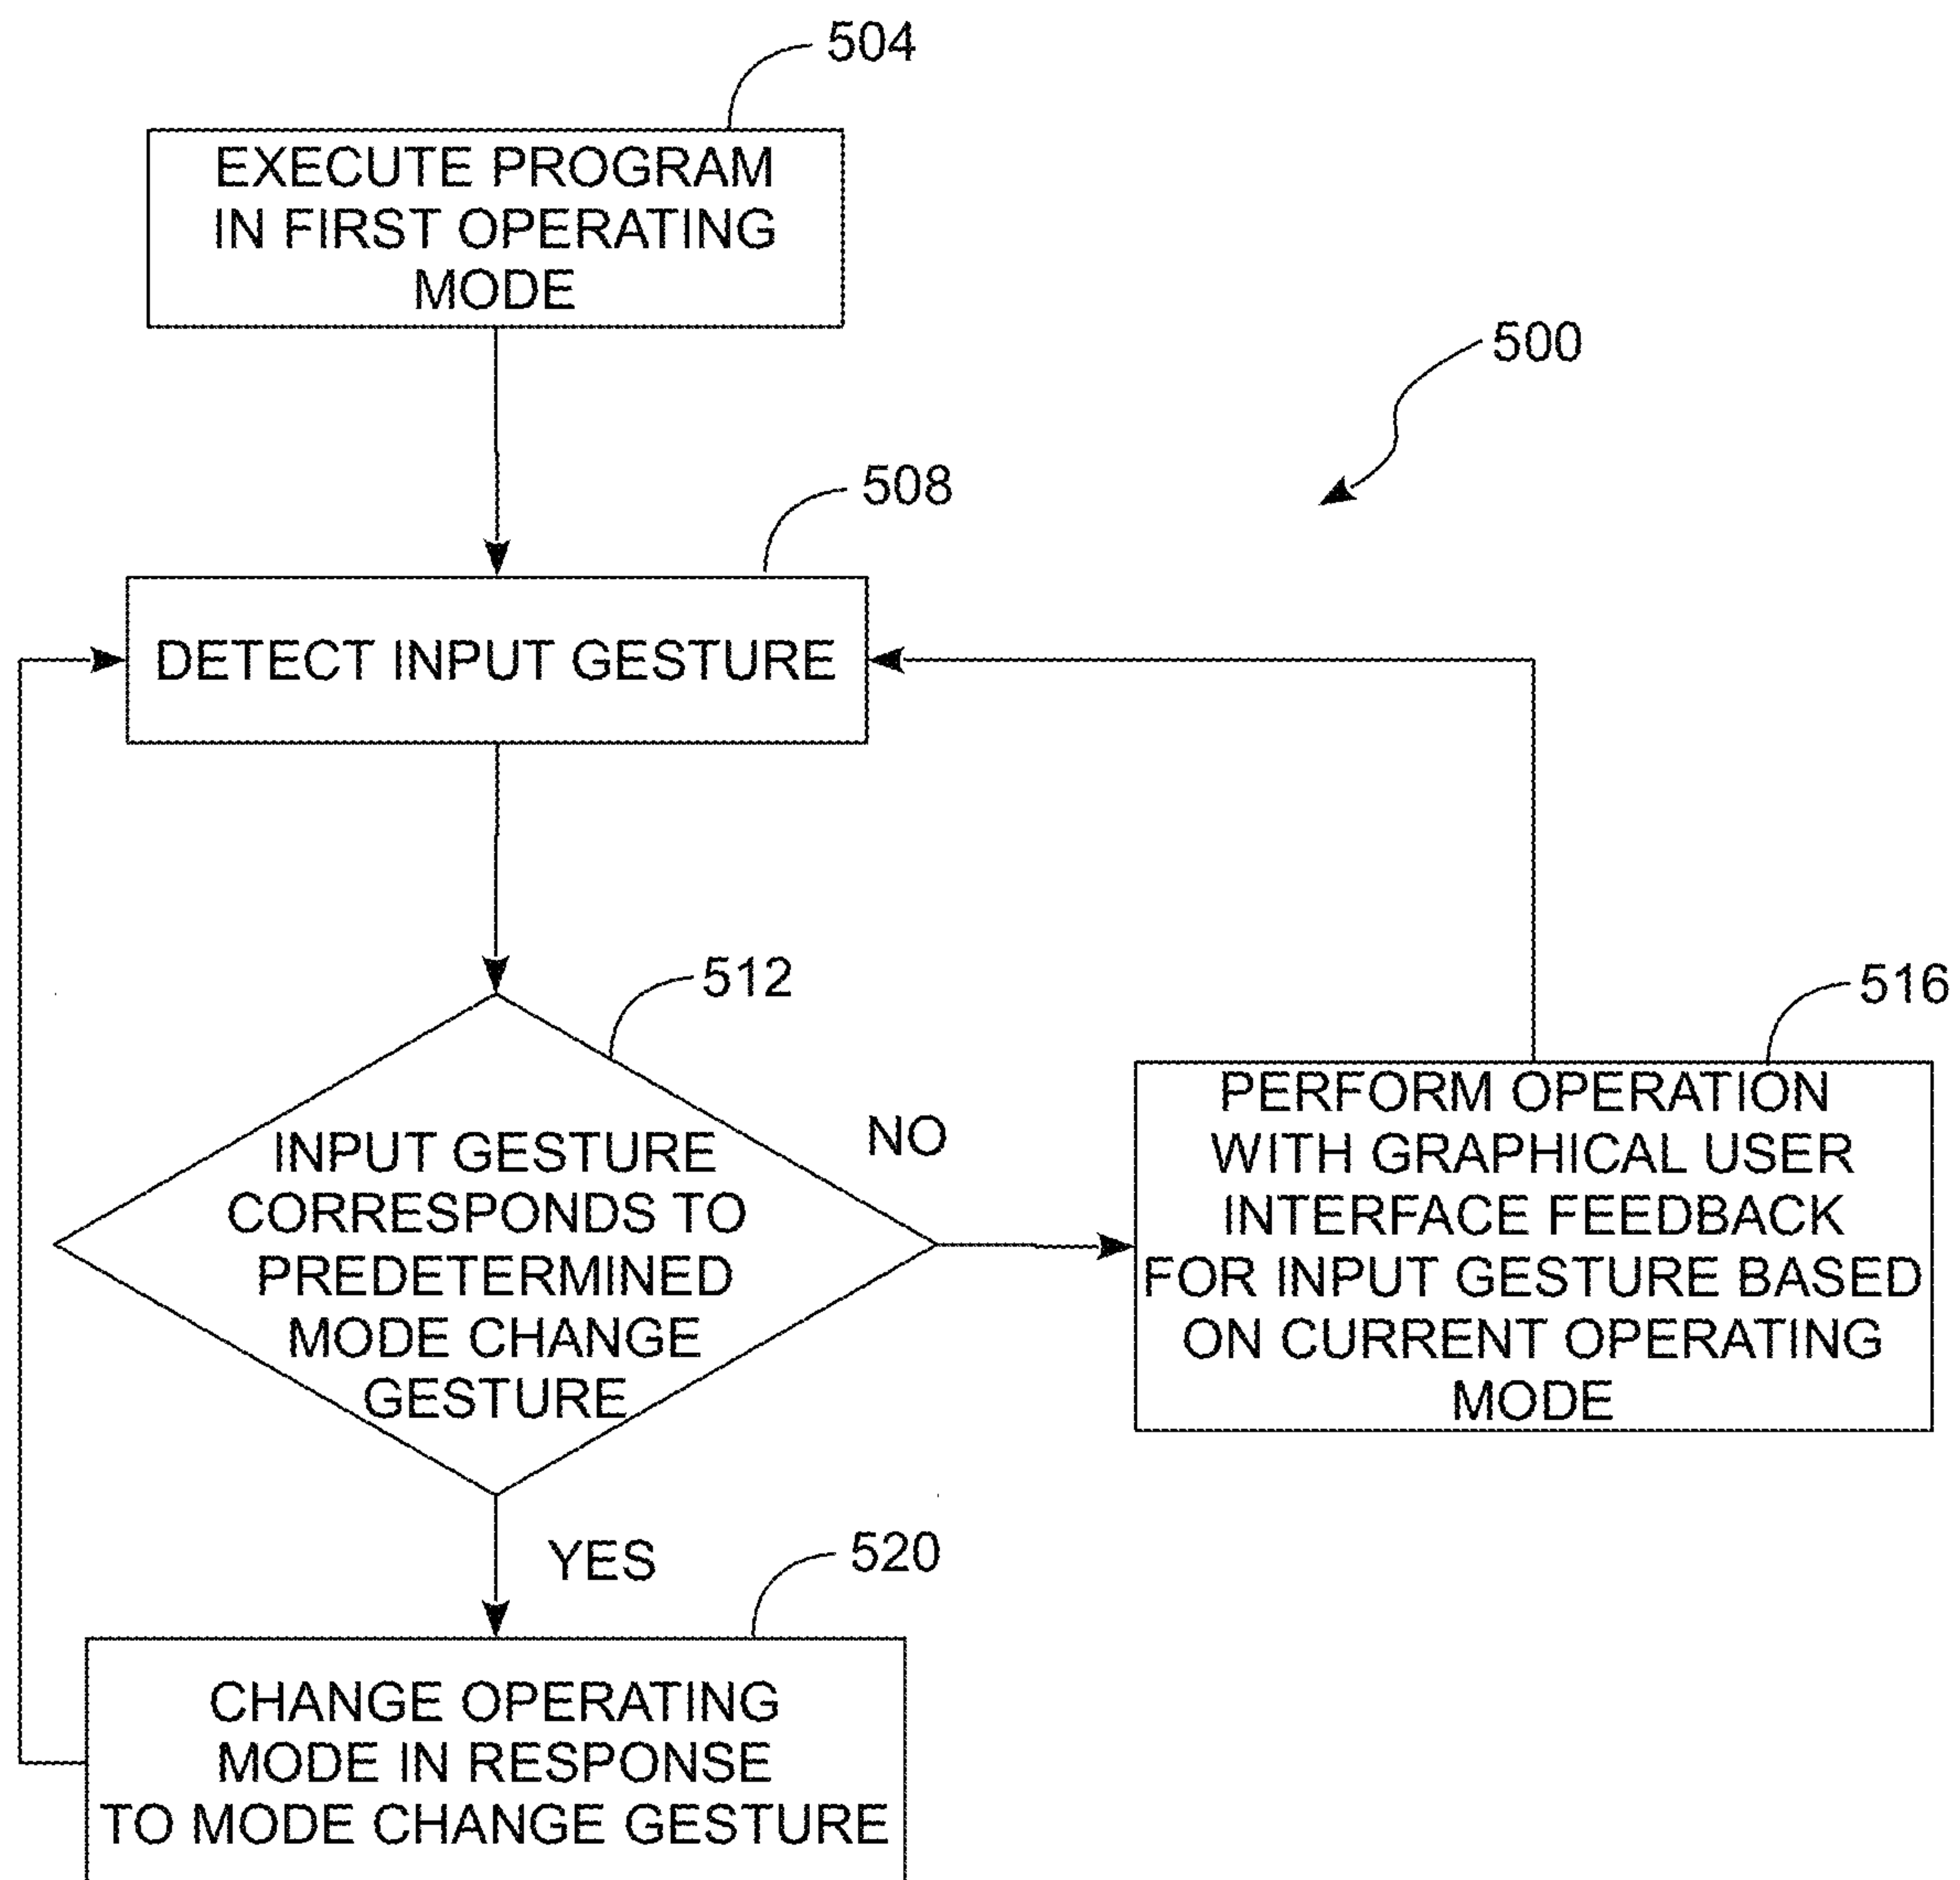 504
EXECUTE PROGRAM
IN FIRST OPERATING
MODE
500
508
DETECT INPUT GESTURE
512
INPUT GESTURE
CORRESPONDS TO
PREDETERMINED
MODE CHANGE
GESTURE
NO
516
PERFORM OPERATION
WITH GRAPHICAL USER
INTERFACE FEEDBACK
FOR INPUT GESTURE BASED
ON CURRENT OPERATING
MODE
YES
520
CHANGE OPERATING
MODE IN RESPONSE
TO MODE CHANGE GESTURE